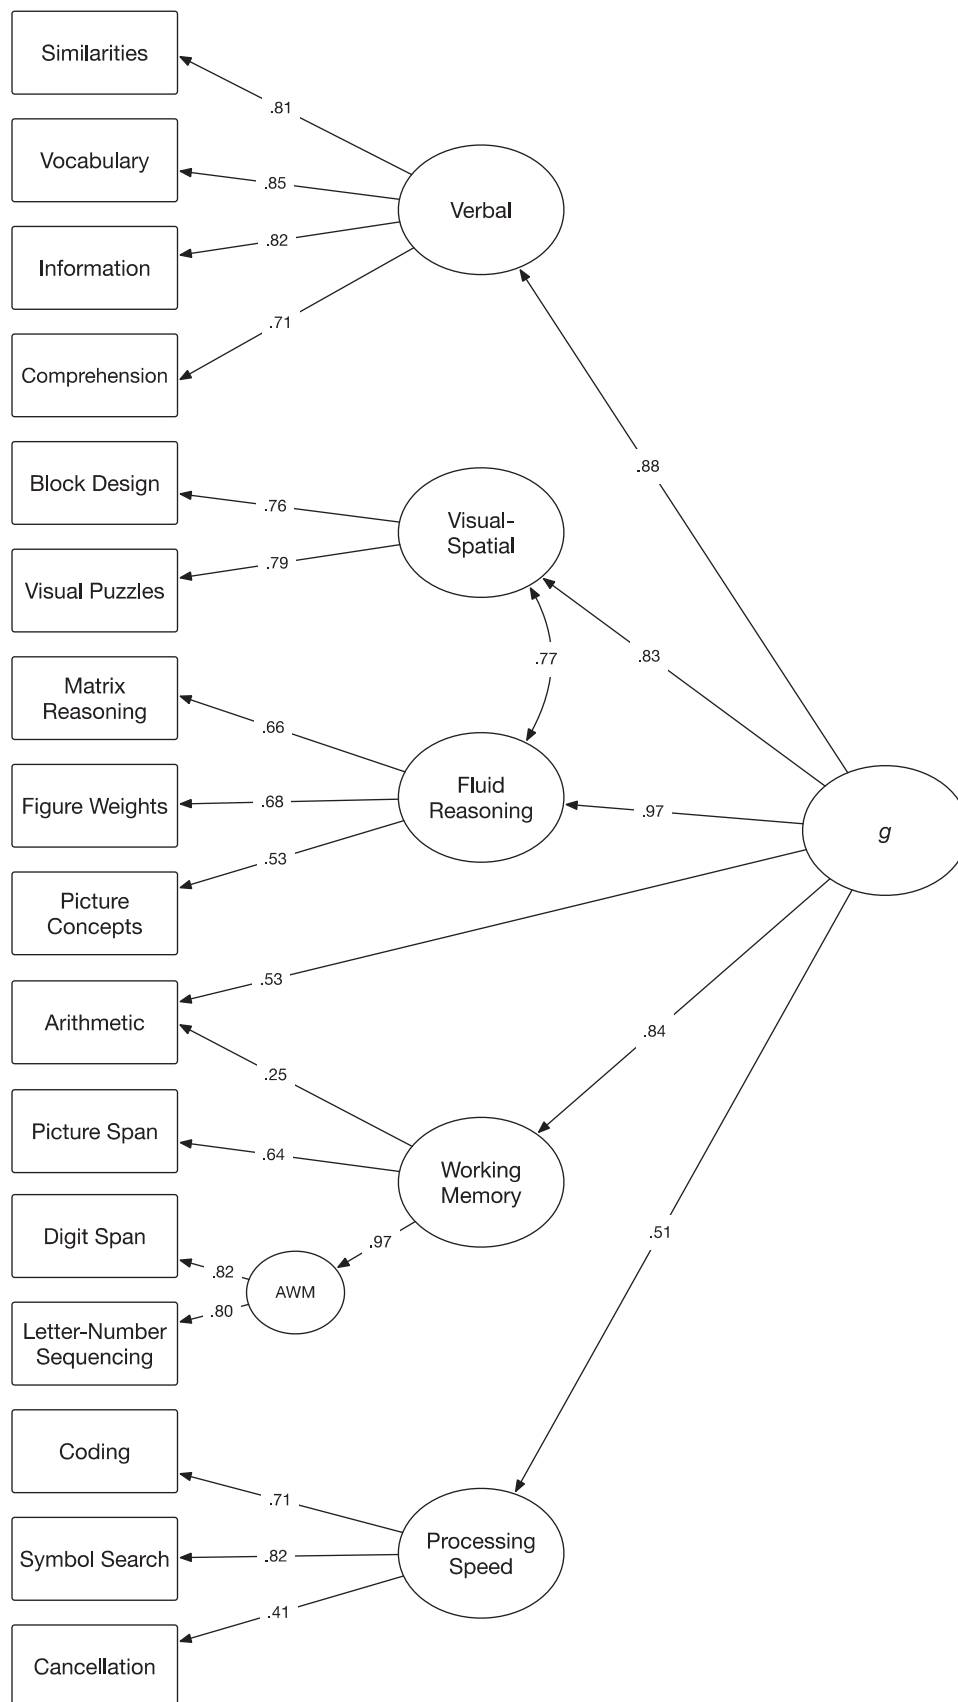 Similarities
.81
Vocabulary
.85
Verbal
Information
.82
.71
Comprehension
.88
Block Design
.76
Visual-
Spatial
Visual Puzzles
.79
.83
.77
Matrix
Reasoning
.66
Fluid
Reasoning
Figure Weights
.68
.97
g
.53
Picture
Concepts
.53
Arithmetic
.84
.25
Picture Span
.64
Working
Memory
.51
Digit Span
.97
.82
AWM
.80
Letter-Number
Sequencing
Coding
.71
Processing
Speed
Symbol Search
.82
.41
Cancellation